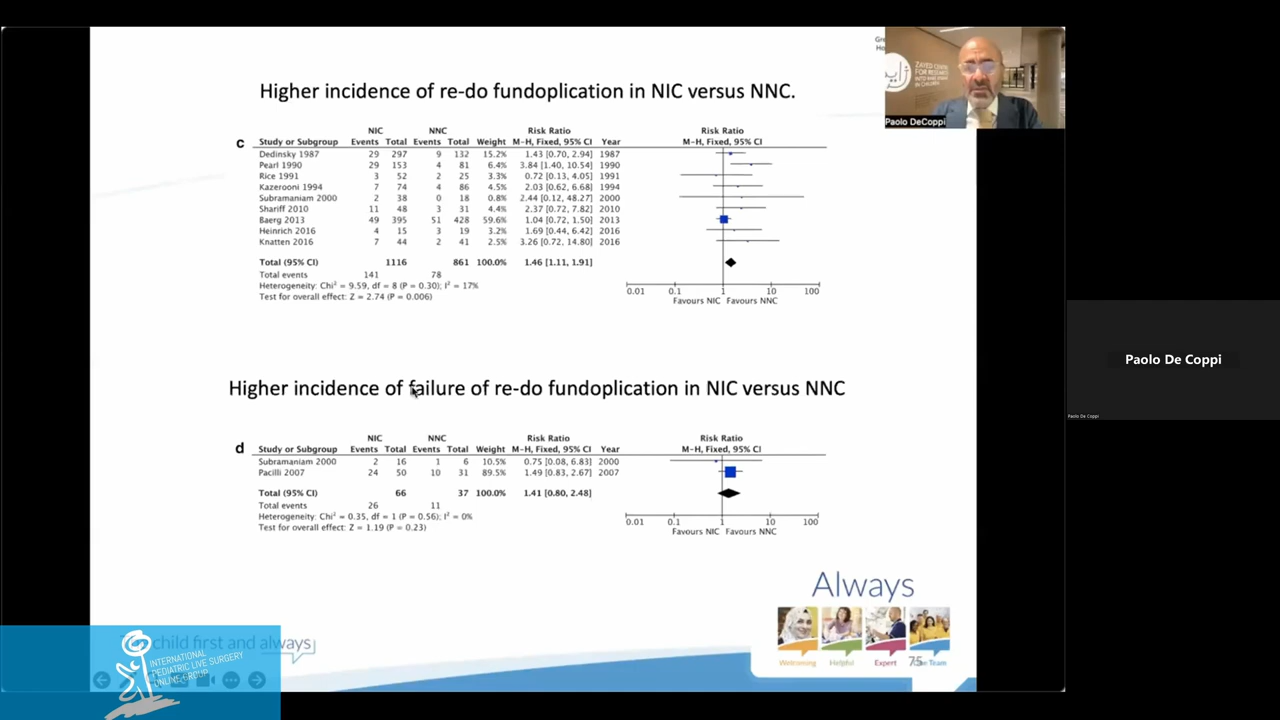 Higher incidence of re-do fundoplication in NIC versus NNC.
ZAYED CENTRE
FOR RESEARCH
Paolo DeCoppi
c
NIC NNC Risk Ratio Risk Ratio
Study or Subgroup Events Total Events Total Weight M-H, Fixed, 95% CI Year M-H, Fixed, 95% CI
Dedinsky 1987 29 297 9 132 15.2% 1.43 [0.70, 2.94] 1987
Pearl 1990 29 153 4 81 6.4% 3.84 [1.40, 10.54] 1990
Rice 1991 3 52 2 25 3.3% 0.72 [0.13, 4.05] 1991
Kazerooni 1994 7 74 4 86 4.5% 2.03 [0.62, 6.68] 1994
Subramaniam 2000 2 38 0 18 0.8% 2.44 [0.12, 48.27] 2000
Shariff 2010 11 48 3 31 4.4% 2.37 [0.72, 7.82] 2010
Baerg 2013 49 395 51 428 59.6% 1.04 [0.72, 1.50] 2013
Heinrich 2016 4 15 3 19 3.2% 1.69 [0.44, 6.42] 2016
Knatten 2016 7 44 2 41 2.5% 3.26 [0.72, 14.80] 2016
Total (95% CI) 1116 861 100.0% 1.46 [1.11, 1.91]
Total events 141 78
Heterogeneity: Chi² = 9.59, df = 8 (P = 0.30); I² = 17%
Test for overall effect: Z = 2.74 (P = 0.006)
0.01 0.1 1 10 100
Favours NIC Favours NNC
Paolo De Coppi
Paolo De Coppi
Higher incidence of failure of re-do fundoplication in NIC versus NNC
d
NIC NNC Risk Ratio Risk Ratio
Study or Subgroup Events Total Events Total Weight M-H, Fixed, 95% CI Year M-H, Fixed, 95% CI
Subramaniam 2000 2 16 1 6 10.5% 0.75 [0.08, 6.83] 2000
Pacilli 2007 24 50 10 31 89.5% 1.49 [0.83, 2.67] 2007
Total (95% CI) 66 37 100.0% 1.41 [0.80, 2.48]
Total events 26 11
Heterogeneity: Chi² = 0.35, df = 1 (P = 0.56); I² = 0%
Test for overall effect: Z = 1.19 (P = 0.23)
0.01 0.1 1 10 100
Favours NIC Favours NNC
Always
Welcoming Helpful Expert One Team
75
child first and always
INTERNATIONAL
PEDIATRIC LIVE SURGERY
ONLINE GROUP